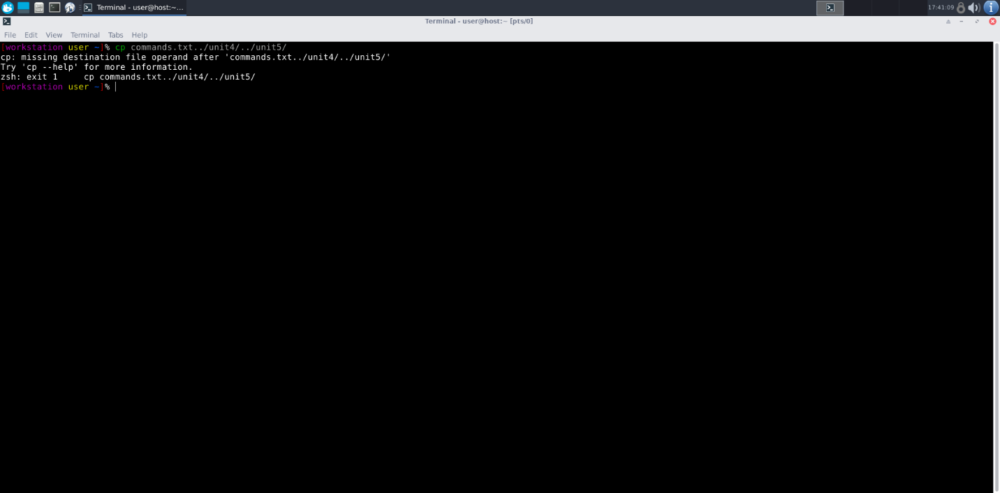 Terminal - user@host:~...
17:41:09
Terminal - user@host:~ [pts/0]
File Edit View Terminal Tabs Help
[workstation user ~]% cp commands.txt../unit4/../unit5/
cp: missing destination file operand after 'commands.txt../unit4/../unit5/'
Try 'cp --help' for more information.
zsh: exit 1     cp commands.txt../unit4/../unit5/
[workstation user ~]%